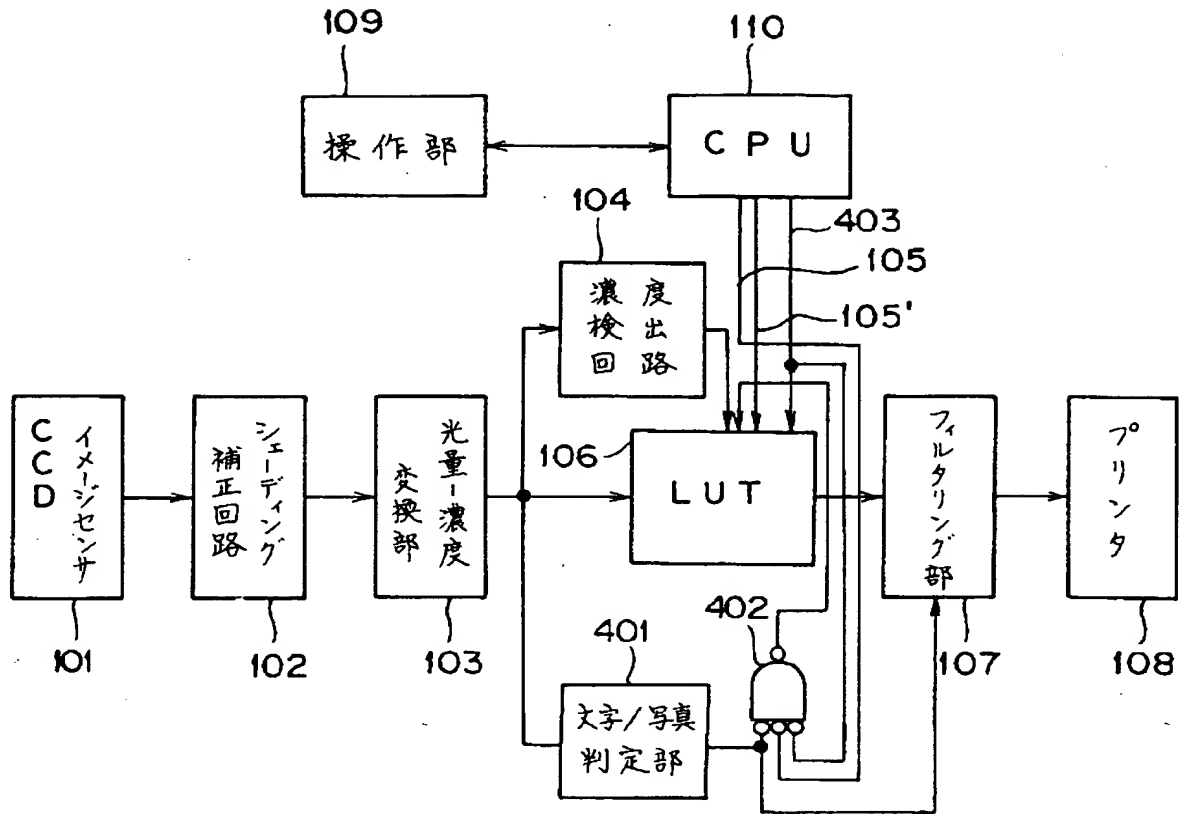 109
110
操作部
CPU
104
403
105
105'
濃度
検出
回路
106
LUT
CCD
イメージセンサ
101
シェーディング
補正回路
102
光量-濃度
変換部
103
フィルタリング部
107
プリンタ
108
402
401
文字/写真
判定部